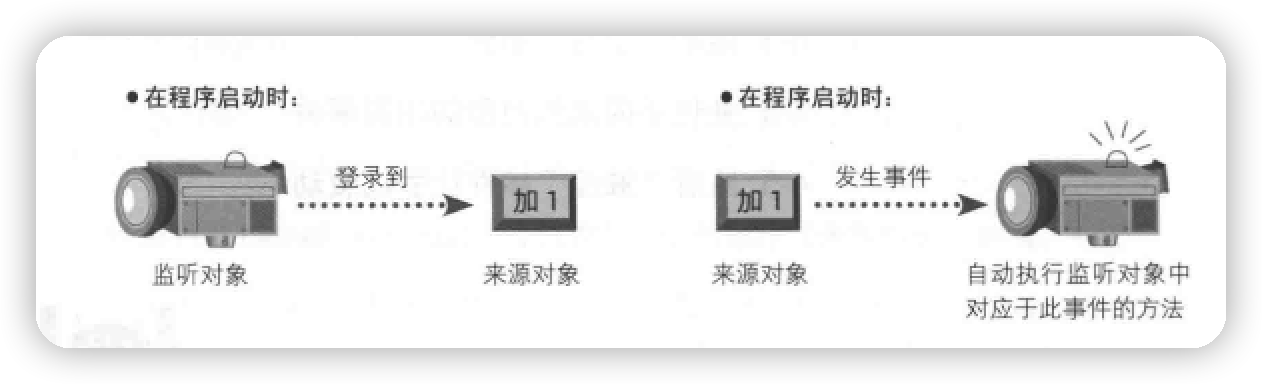 ●在程序启动时：
登录到
加1
监听对象
来源对象
●在程序启动时：
加1
发生事件
来源对象
自动执行监听对象中
对应于此事件的方法